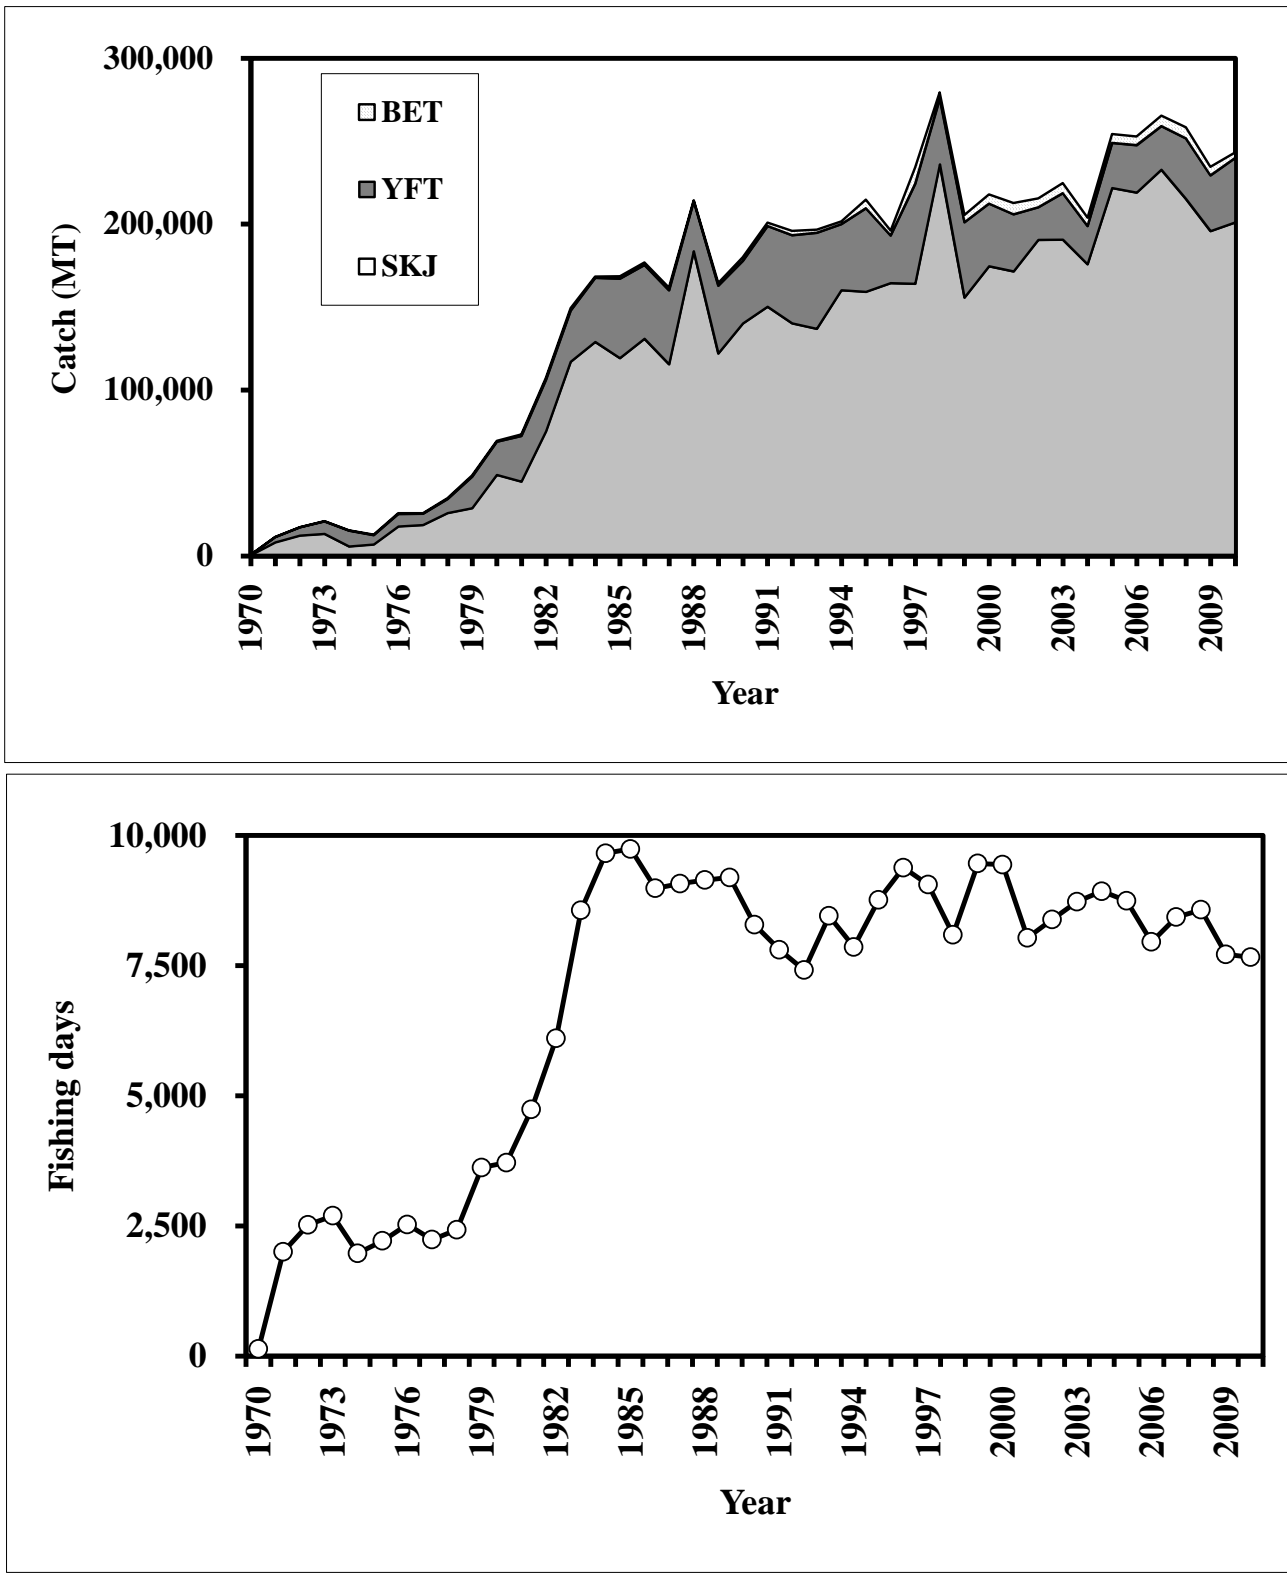 300,000
200,000
100,000
0
Catch (MT)
BET
YFT
SKJ
1970 1973 1976 1979 1982 1985 1988 1991 1994 1997 2000 2003 2006 2009
Year
10,000
7,500
5,000
2,500
0
Fishing days
1970 1973 1976 1979 1982 1985 1988 1991 1994 1997 2000 2003 2006 2009
Year